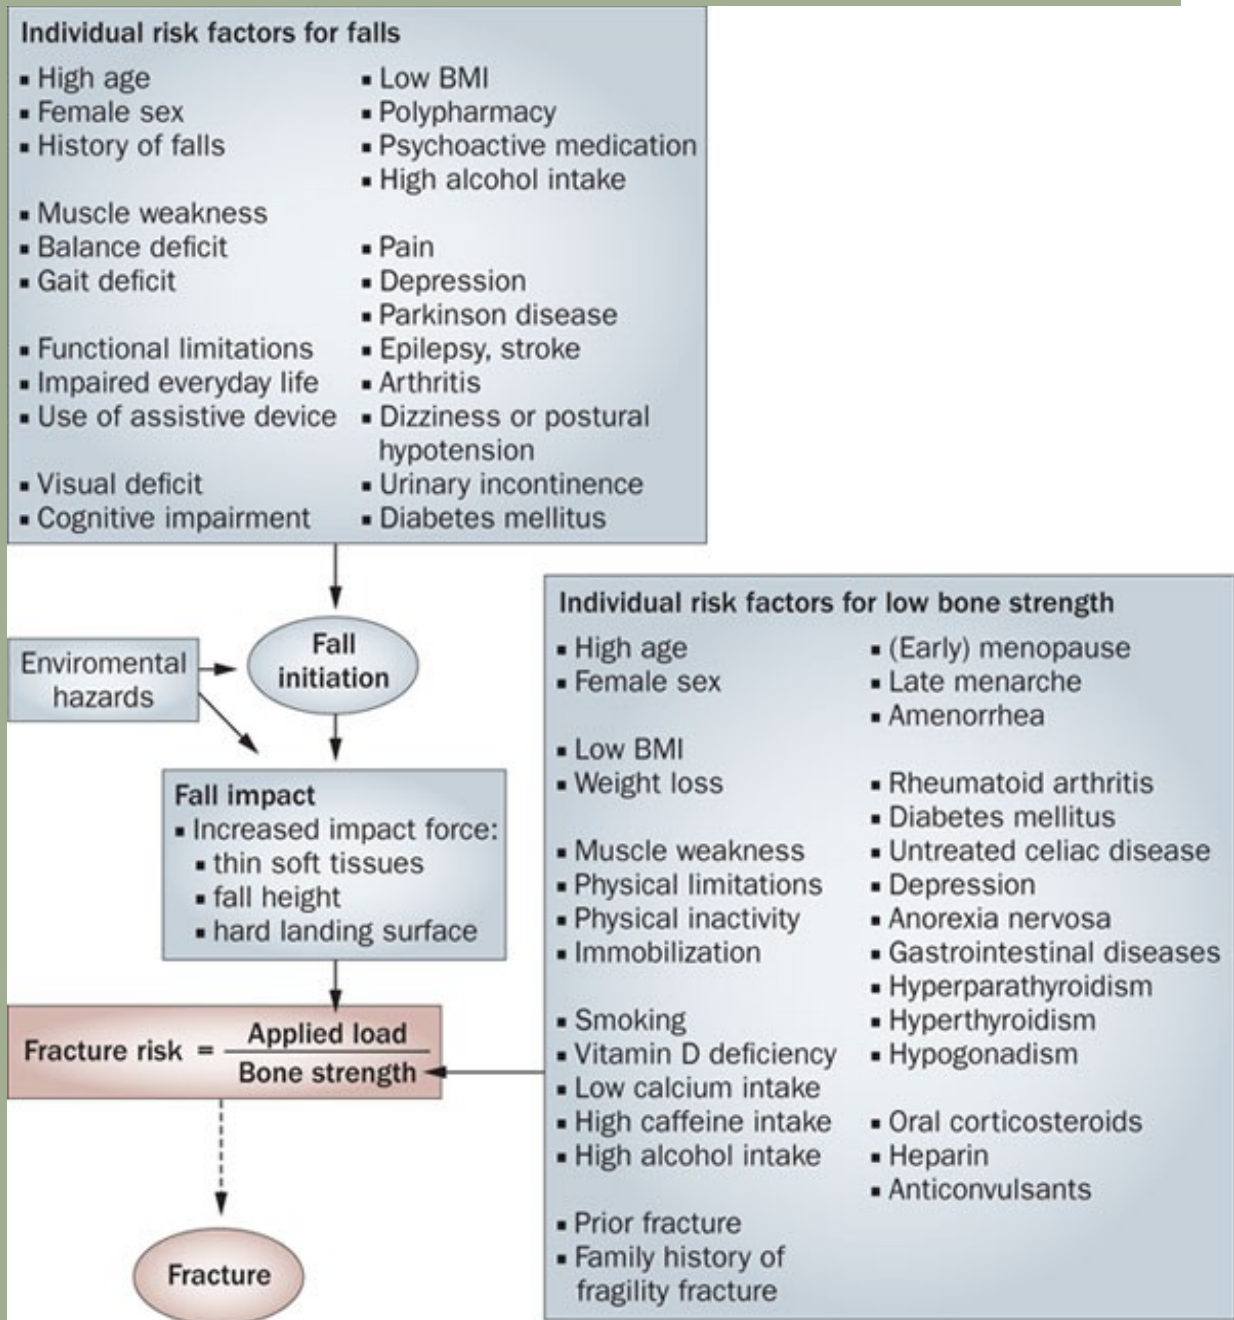 Individual risk factors for falls
▪ High age
▪ Female sex
▪ History of falls
▪ Muscle weakness
▪ Balance deficit
▪ Gait deficit
▪ Functional limitations
▪ Impaired everyday life
▪ Use of assistive device
▪ Visual deficit
▪ Cognitive impairment
▪ Low BMI
▪ Polypharmacy
▪ Psychoactive medication
▪ High alcohol intake
▪ Pain
▪ Depression
▪ Parkinson disease
▪ Epilepsy, stroke
▪ Arthritis
▪ Dizziness or postural
hypotension
▪ Urinary incontinence
▪ Diabetes mellitus
Enviromental
hazards
Fall
initiation
Fall impact
▪ Increased impact force:
▪ thin soft tissues
▪ fall height
▪ hard landing surface
Fracture risk = Applied load
Bone strength
Fracture
Individual risk factors for low bone strength
▪ High age
▪ Female sex
▪ Low BMI
▪ Weight loss
▪ Muscle weakness
▪ Physical limitations
▪ Physical inactivity
▪ Immobilization
▪ Smoking
▪ Vitamin D deficiency
▪ Low calcium intake
▪ High caffeine intake
▪ High alcohol intake
▪ Prior fracture
▪ Family history of
fragility fracture
▪ (Early) menopause
▪ Late menarche
▪ Amenorrhea
▪ Rheumatoid arthritis
▪ Diabetes mellitus
▪ Untreated celiac disease
▪ Depression
▪ Anorexia nervosa
▪ Gastrointestinal diseases
▪ Hyperparathyroidism
▪ Hyperthyroidism
▪ Hypogonadism
▪ Oral corticosteroids
▪ Heparin
▪ Anticonvulsants